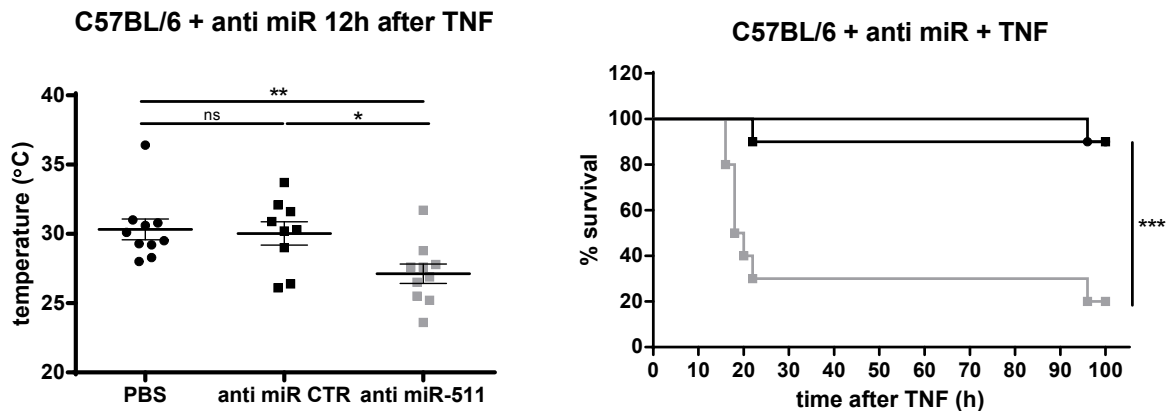 C57BL/6 + anti miR 12h after TNF
**
ns
*
40
35
30
25
20
temperature (°C)
PBS
anti miR CTR
anti miR-511
C57BL/6 + anti miR + TNF
120
100
80
60
40
20
0
% survival
***
0 10 20 30 40 50 60 70 80 90 100
time after TNF (h)